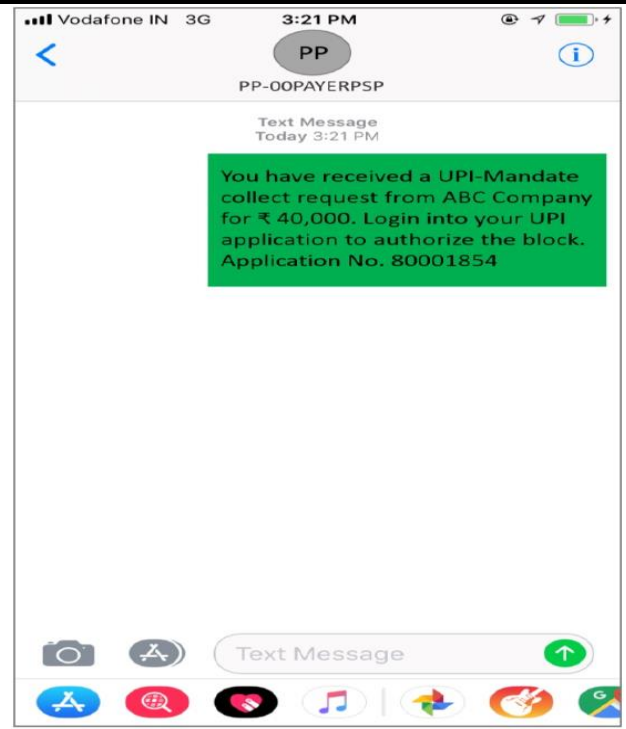 Vodafone IN 3G 3:21 PM
PP
i
PP-00PAYERPSP
Text Message
Today 3:21 PM
You have received a UPI-Mandate
collect request from ABC Company
for ₹ 40,000. Login into your UPI
application to authorize the block.
Application No. 80001854
Text Message
G